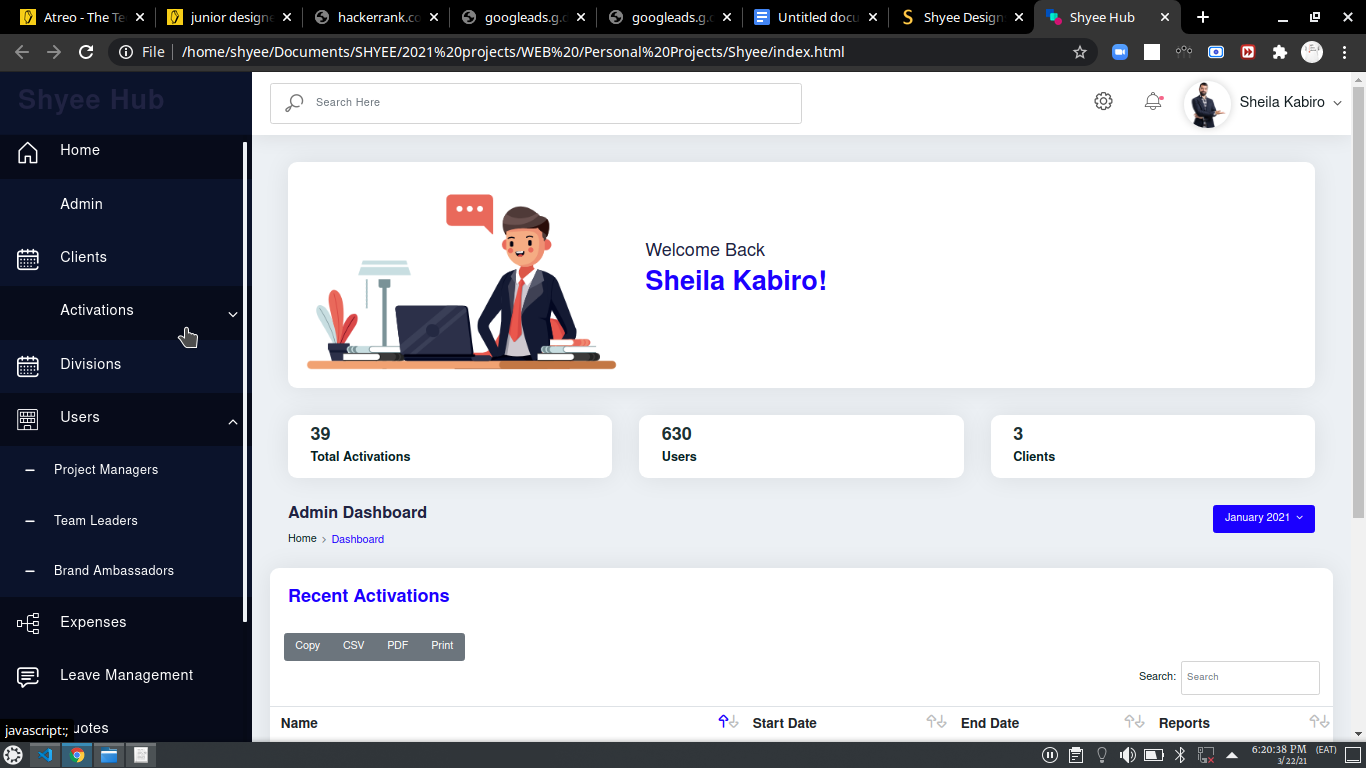 Atreo - The Te
junior designe
hackerrank.co
googleads.g.c
googleads.g.c
Untitled docu
Shyee Design
Shyee Hub
File /home/shyee/Documents/SHYEE/2021%20projects/WEB%20/Personal%20Projects/Shyee/index.html
Shyee Hub
Search Here
Sheila Kabiro
Home
Admin
Clients
Activations
Divisions
Users
Project Managers
Team Leaders
Brand Ambassadors
Expenses
Leave Management
uotes
javascript:;
Welcome Back
Sheila Kabiro!
39
Total Activations
630
Users
3
Clients
Admin Dashboard
Home > Dashboard
January 2021
Recent Activations
Copy CSV PDF Print
Search: Search
Name Start Date End Date Reports
6:20:38 PM (EAT)
3/22/21